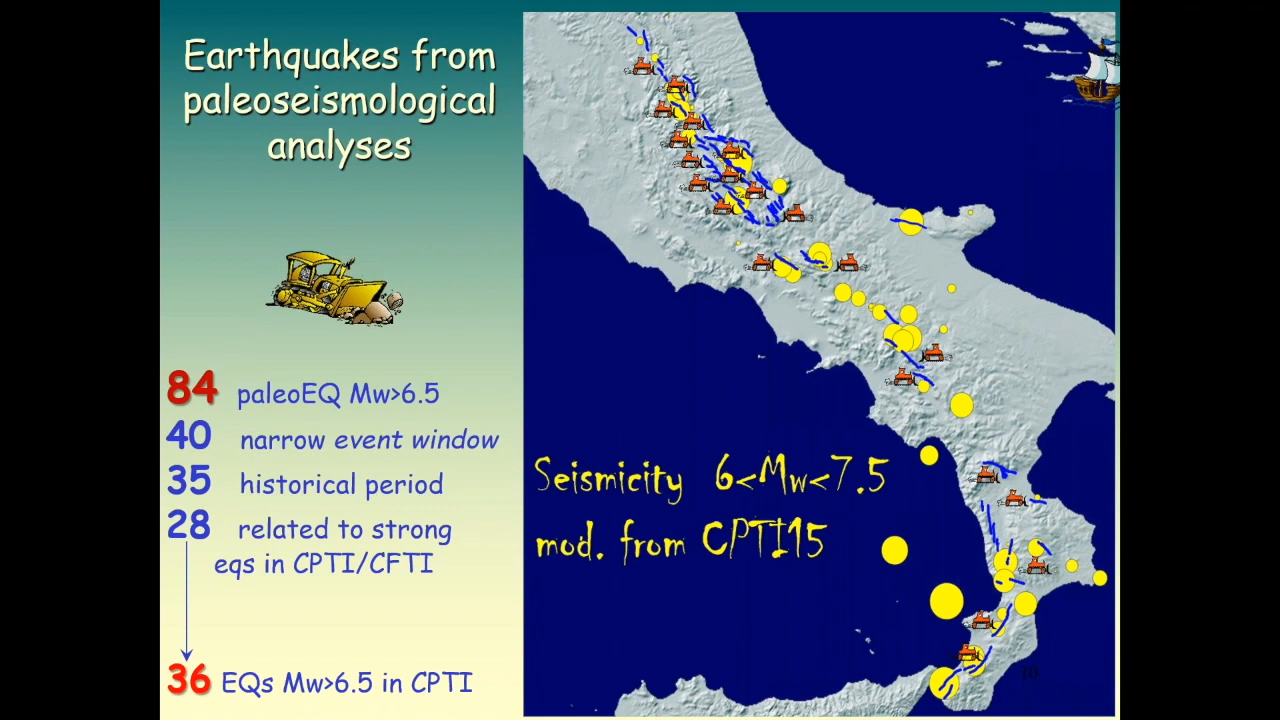 Earthquakes from
paleoseismological
analyses
84 paleoEQ Mw>6.5
40 narrow event window
35 historical period
28 related to strong
eqs in CPTI/CFTI
36 EQs Mw>6.5 in CPTI
Seismicity 6<Mw<7.5
mod. from CPTI15